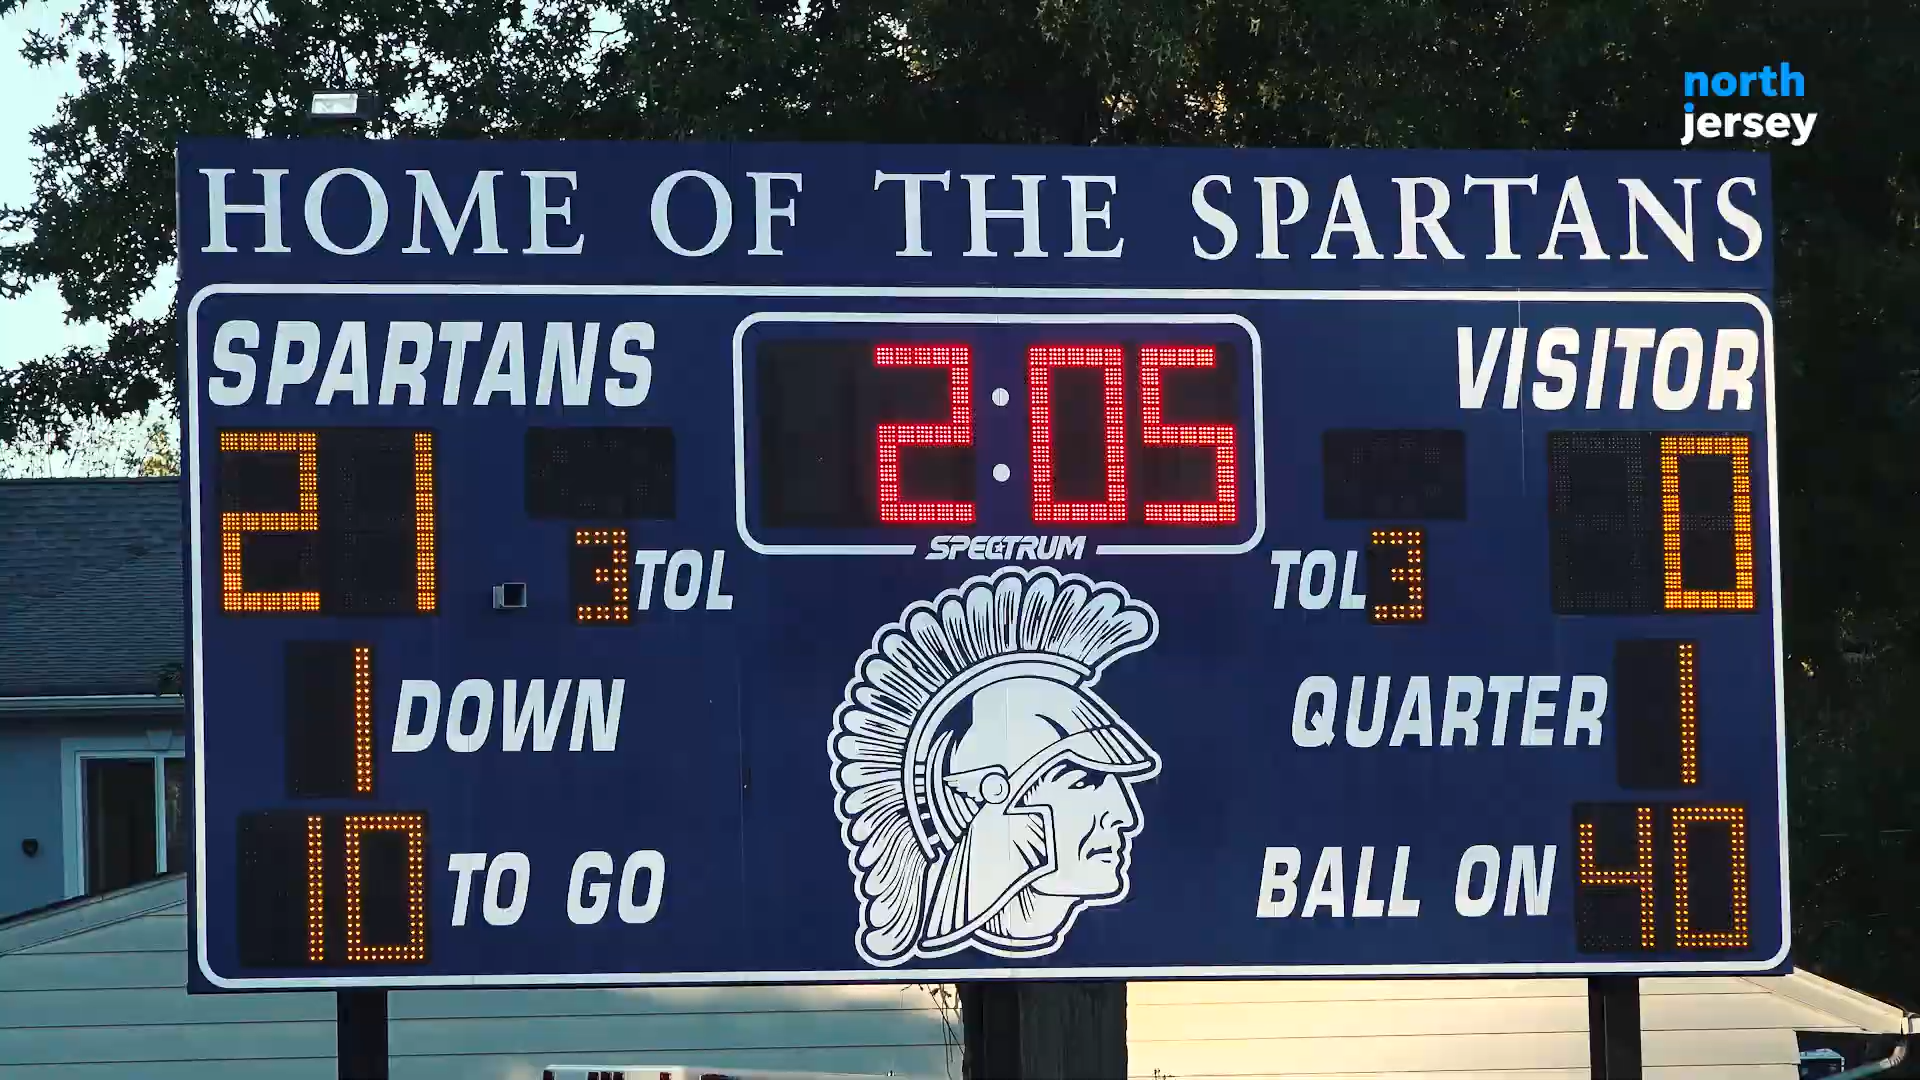 north
jersey
HOME OF THE SPARTANS
SPARTANS 2:05 VISITOR
21 3 TOL SPECTRUM TOL 3 0
1 DOWN QUARTER 1
10 TO GO BALL ON 40